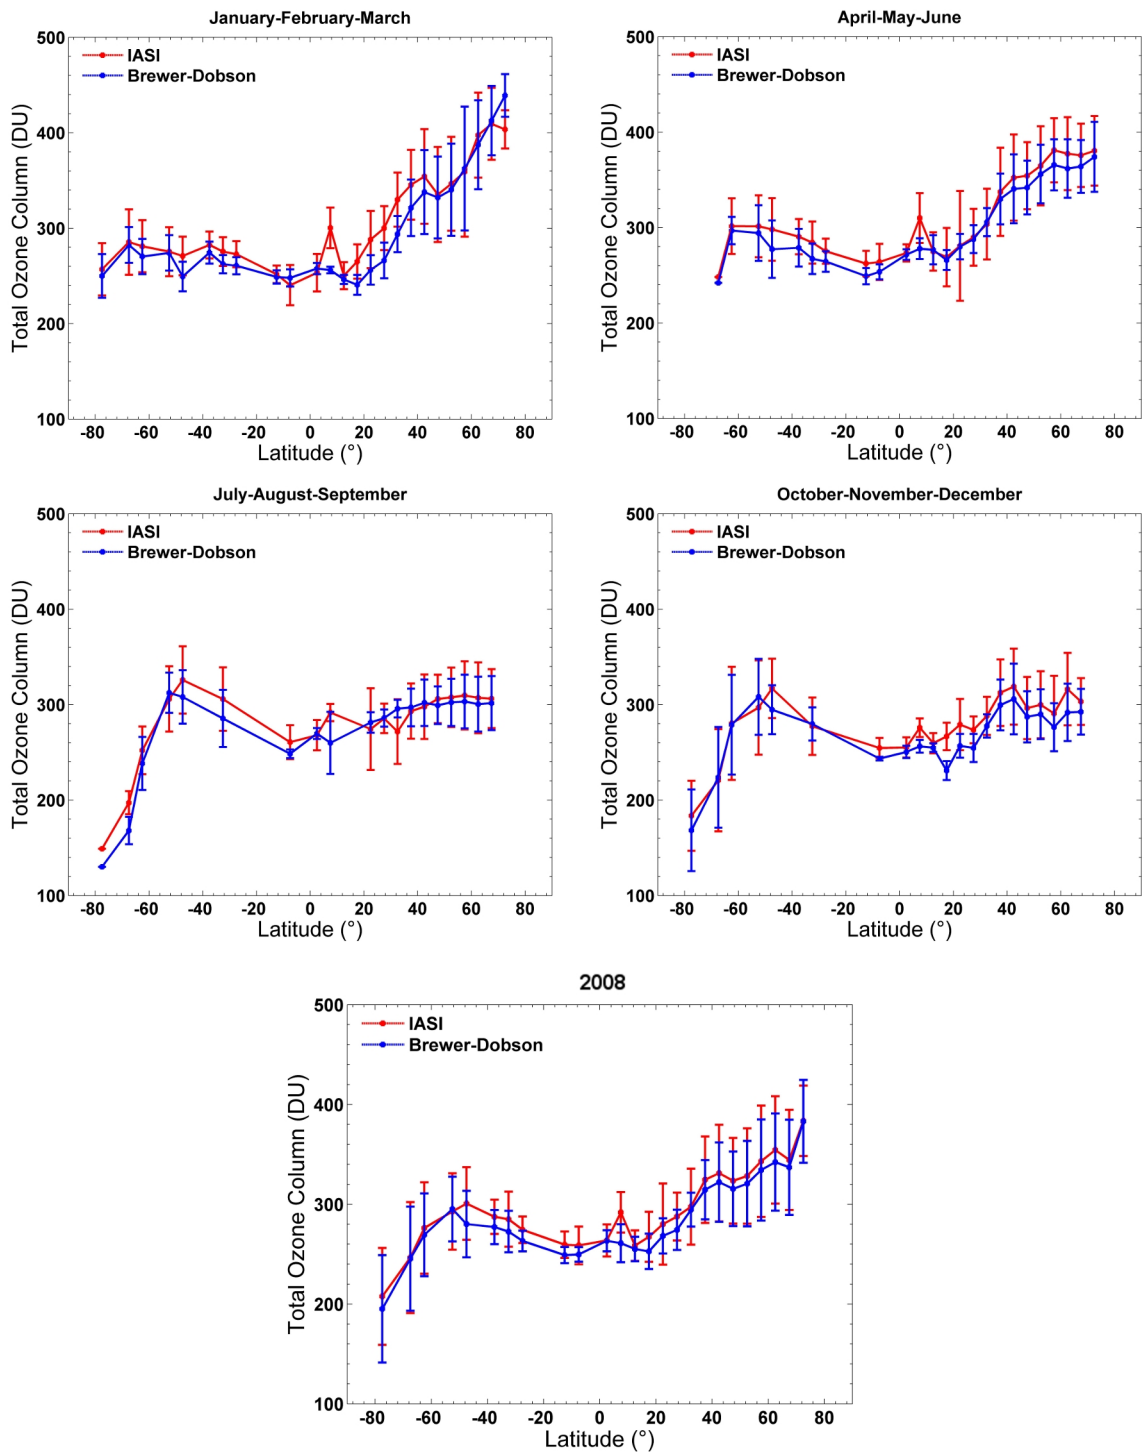 January-February-March
500
400
300
200
100
IASI
Brewer-Dobson
Total Ozone Column (DU)
-80 -60 -40 -20 0 20 40 60 80
Latitude (°)
April-May-June
500
400
300
200
100
IASI
Brewer-Dobson
Total Ozone Column (DU)
-80 -60 -40 -20 0 20 40 60 80
Latitude (°)
July-August-September
500
400
300
200
100
IASI
Brewer-Dobson
Total Ozone Column (DU)
-80 -60 -40 -20 0 20 40 60 80
Latitude (°)
October-November-December
500
400
300
200
100
IASI
Brewer-Dobson
Total Ozone Column (DU)
-80 -60 -40 -20 0 20 40 60 80
Latitude (°)
2008
500
400
300
200
100
IASI
Brewer-Dobson
Total Ozone Column (DU)
-80 -60 -40 -20 0 20 40 60 80
Latitude (°)